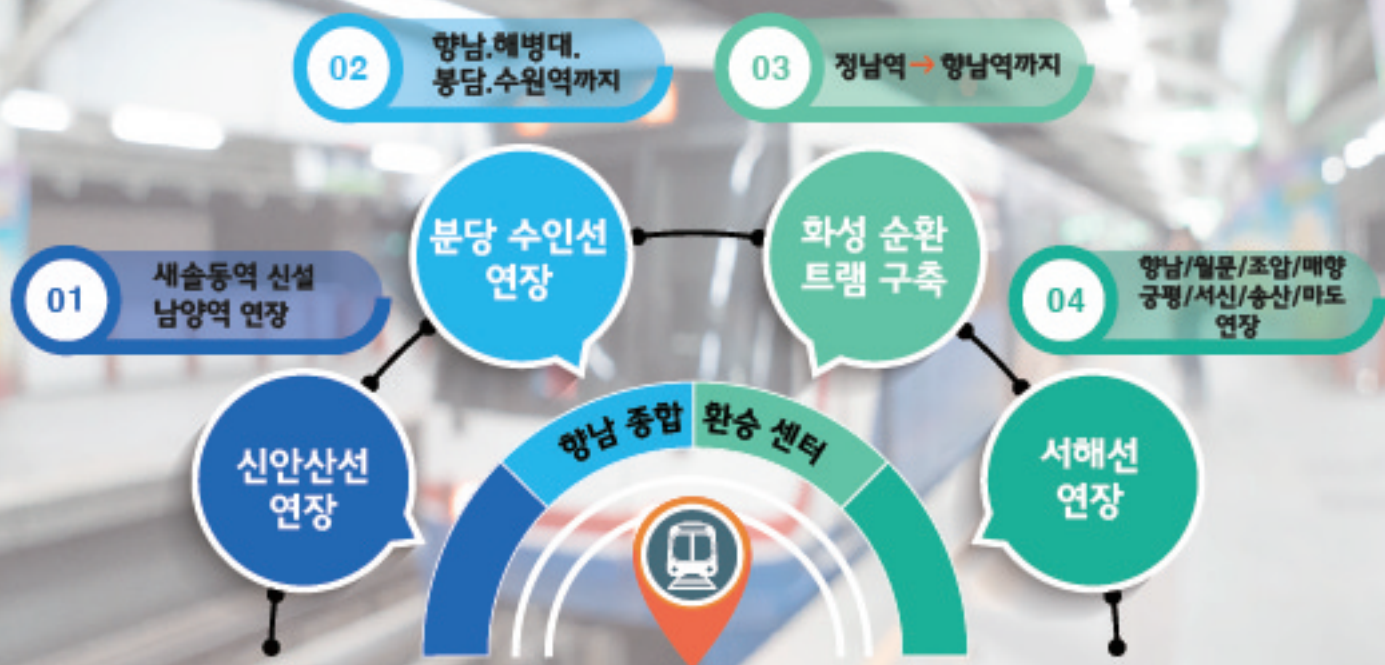 02
향남.해병대.
봉담.수원역까지
03
정남역→향남역까지
분당 수인선
연장
화성 순환
트램 구축
01
새솔동역 신설
남양역 연장
04
향남/월문/조암/매향
궁평/서신/송산/마도
연장
신안산선
연장
향남 종합 환승 센터
서해선
연장